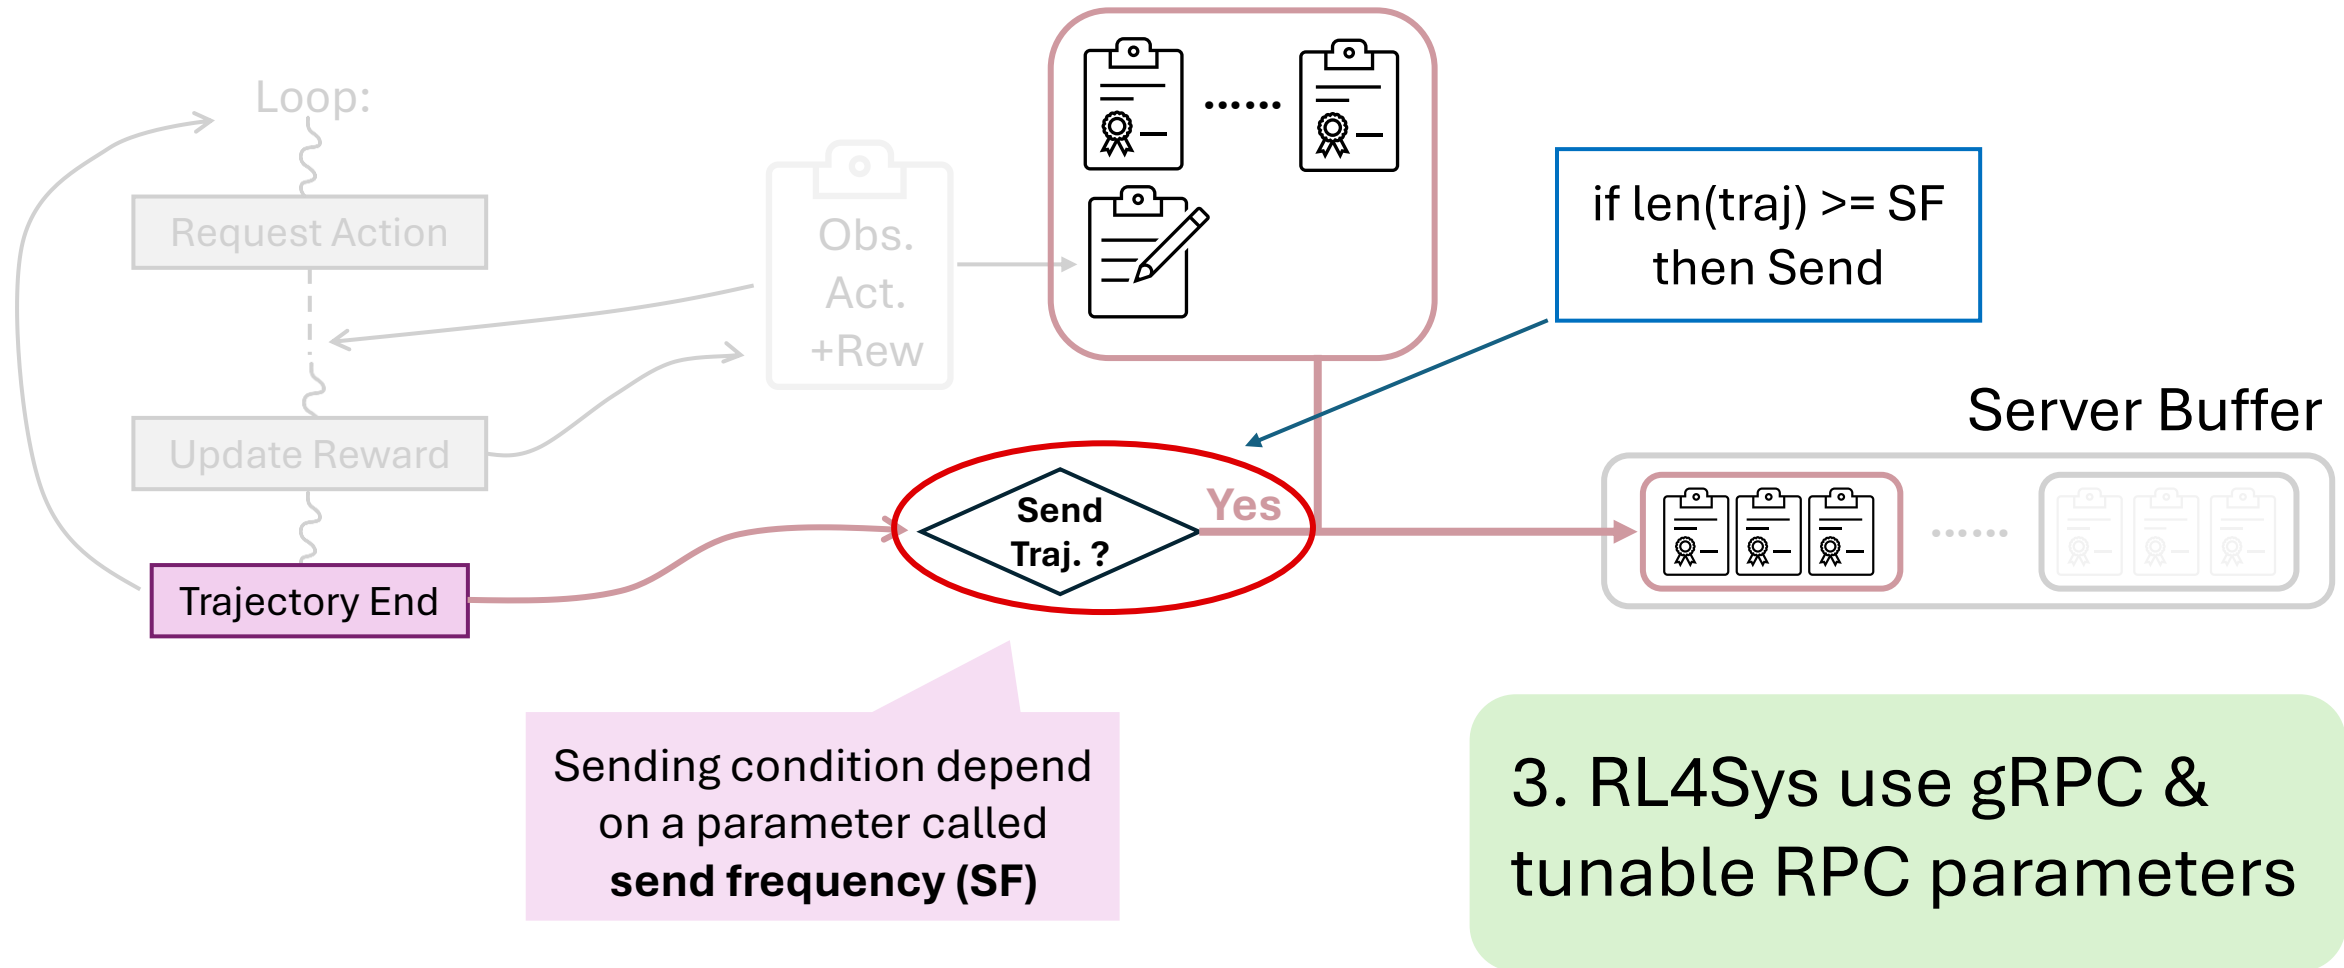 Loop:
Request Action
Update Reward
Trajectory End
Obs.
Act.
+Rew
if len(traj) >= SF
then Send
Send
Traj. ?
Yes
Server Buffer
Sending condition depend
on a parameter called
send frequency (SF)
3. RL4Sys use gRPC &
tunable RPC parameters